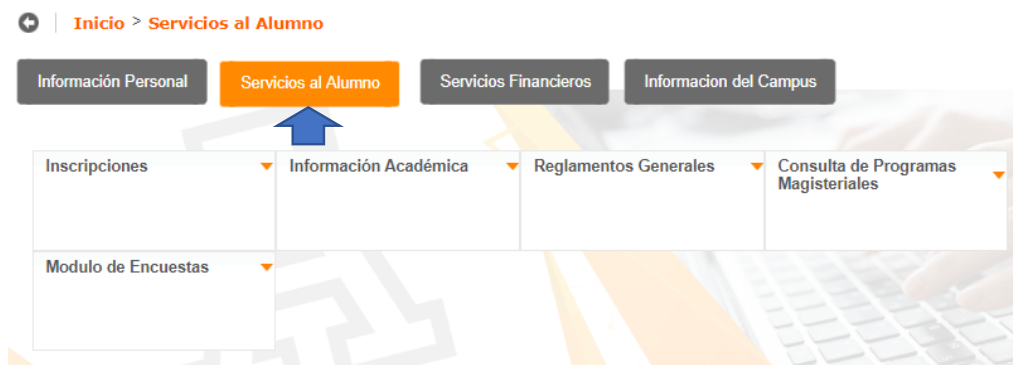 Inicio > Servicios al Alumno
Información Personal
Servicios al Alumno
Servicios Financieros
Informacion del Campus
Inscripciones
Información Académica
Reglamentos Generales
Consulta de Programas
Magisteriales
Modulo de Encuestas